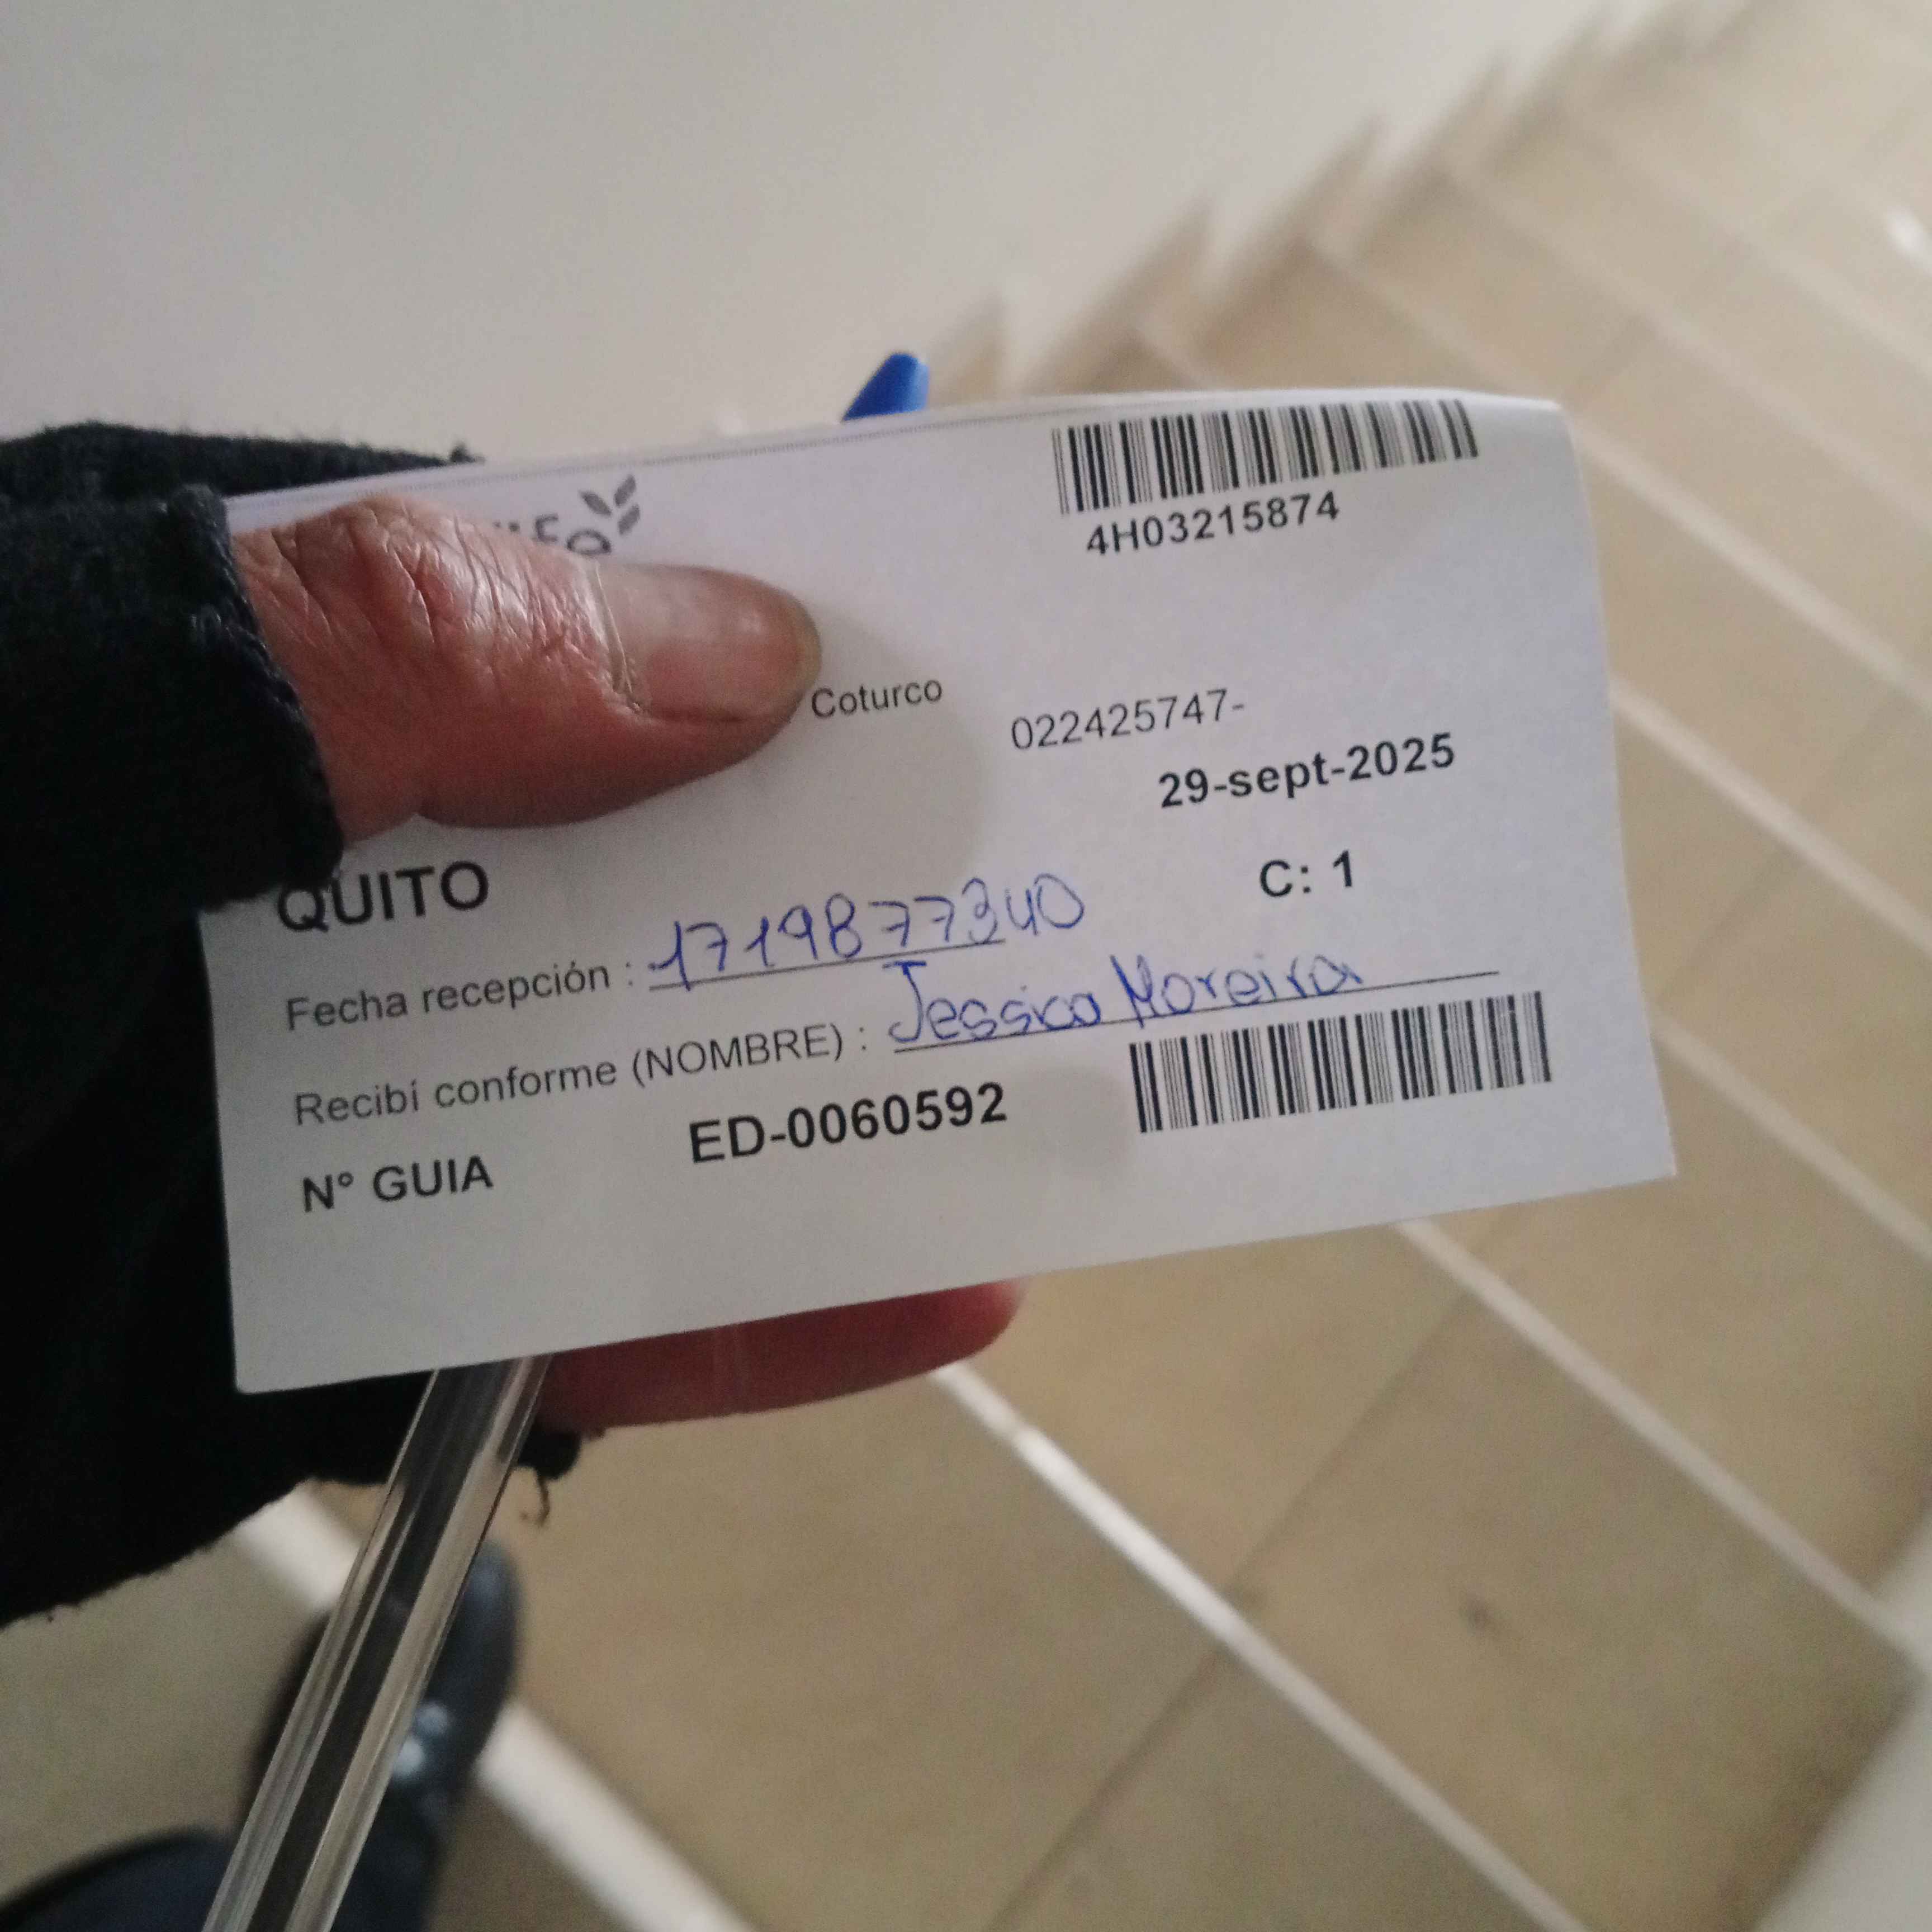 4H03215874
Coturco
022425747-
29-sept-2025
QUITO
C: 1
Fecha recepción : 1719877340
Recibí conforme (NOMBRE) : Jessica Moreira
N° GUIA ED-0060592